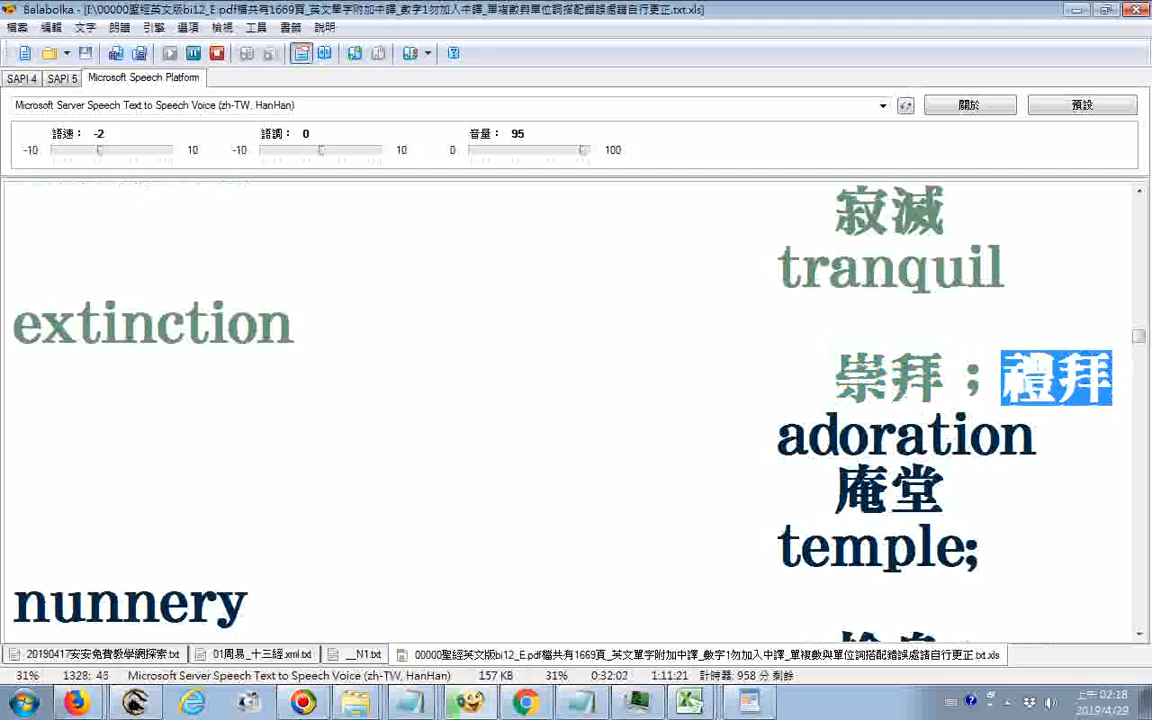 Balabolka - [I:\00000聖經英文版bi12_E.pdf檔共有1669頁_英文單字附加中譯_數字1勿加入中譯_單複數與單位詞搭配錯誤處請自行更正.txt.xls]
檔案 編輯 文字 朗讀 引擎 選項 檢視 工具 書籤 說明
SAPI 4 SAPI 5 Microsoft Speech Platform
Microsoft Server Speech Text to Speech Voice (zh-TW, HanHan) 關於 預設
語速： -2 語調： 0 音量： 95
-10 10 -10 10 0 100
寂滅
tranquil
extinction
崇拜；禮拜
adoration
庵堂
temple;
nunnery
20190417安安免費教學網探索.txt 01周易_十三經.xml.txt __N1.txt 00000聖經英文版bi12_E.pdf檔共有1669頁_英文單字附加中譯_數字1勿加入中譯_單複數與單位詞搭配錯誤處請自行更正.txt.xls
31% 1328: 46 Microsoft Server Speech Text to Speech Voice (zh-TW, HanHan) 157 KB 31% 0:32:02 1:11:21 計時器: 958 分 剩餘
上午 02:18
2019/4/29